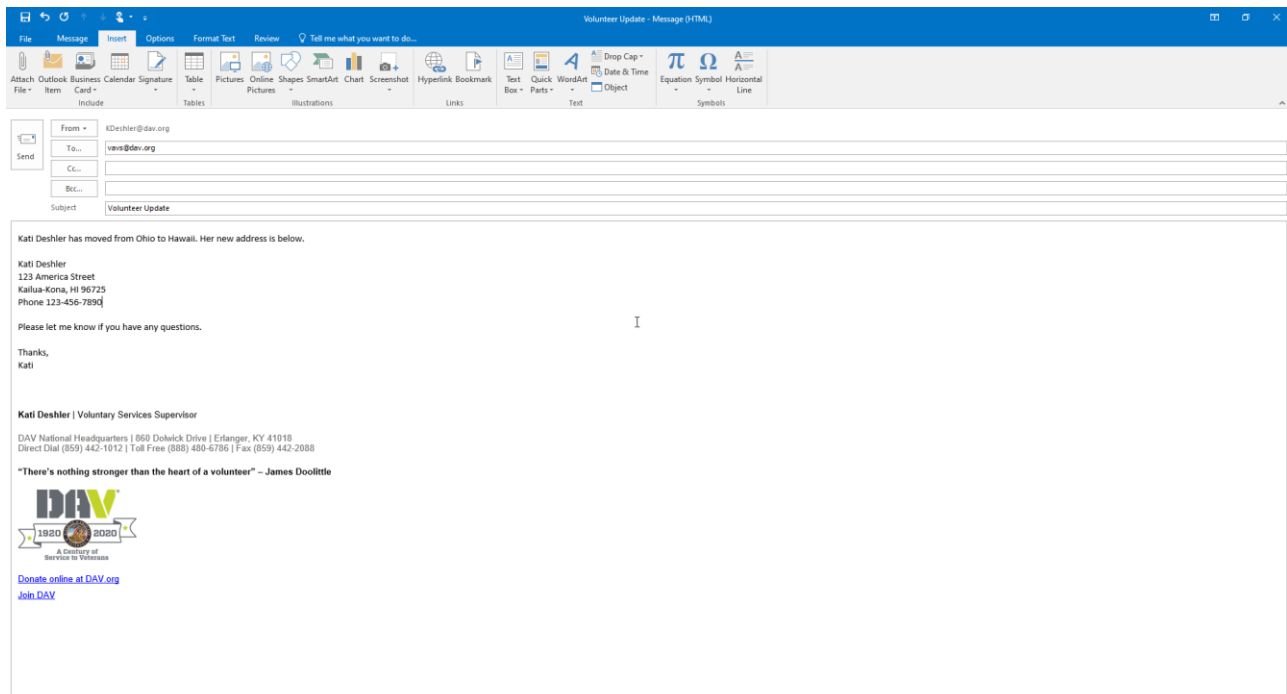 Volunteer Update - Message (HTML)
File Message Insert Options Format Text Review Tell me what you want to do...
Attach File Outlook Item Business Card Calendar Signature
Include
Table
Tables
Pictures Online Pictures Shapes SmartArt Chart Screenshot
Illustrations
Hyperlink Bookmark
Links
Text Box Quick Parts WordArt Drop Cap Date & Time Object
Text
Equation Symbol Horizontal Line
Symbols
Send
From KDeshler@dav.org
To... vavs@dav.org
Cc...
Bcc...
Subject Volunteer Update
Kati Deshler has moved from Ohio to Hawaii. Her new address is below.
Kati Deshler
123 America Street
Kailua-Kona, HI 96725
Phone 123-456-7890
Please let me know if you have any questions.
Thanks,
Kati
Kati Deshler | Voluntary Services Supervisor
DAV National Headquarters | 860 Dolwick Drive | Erlanger, KY 41018
Direct Dial (859) 442-1012 | Toll Free (888) 480-6786 | Fax (859) 442-2088
“There’s nothing stronger than the heart of a volunteer” – James Doolittle
DAV
1920 2020
A Century of
Service to Veterans
Donate online at DAV.org
Join DAV